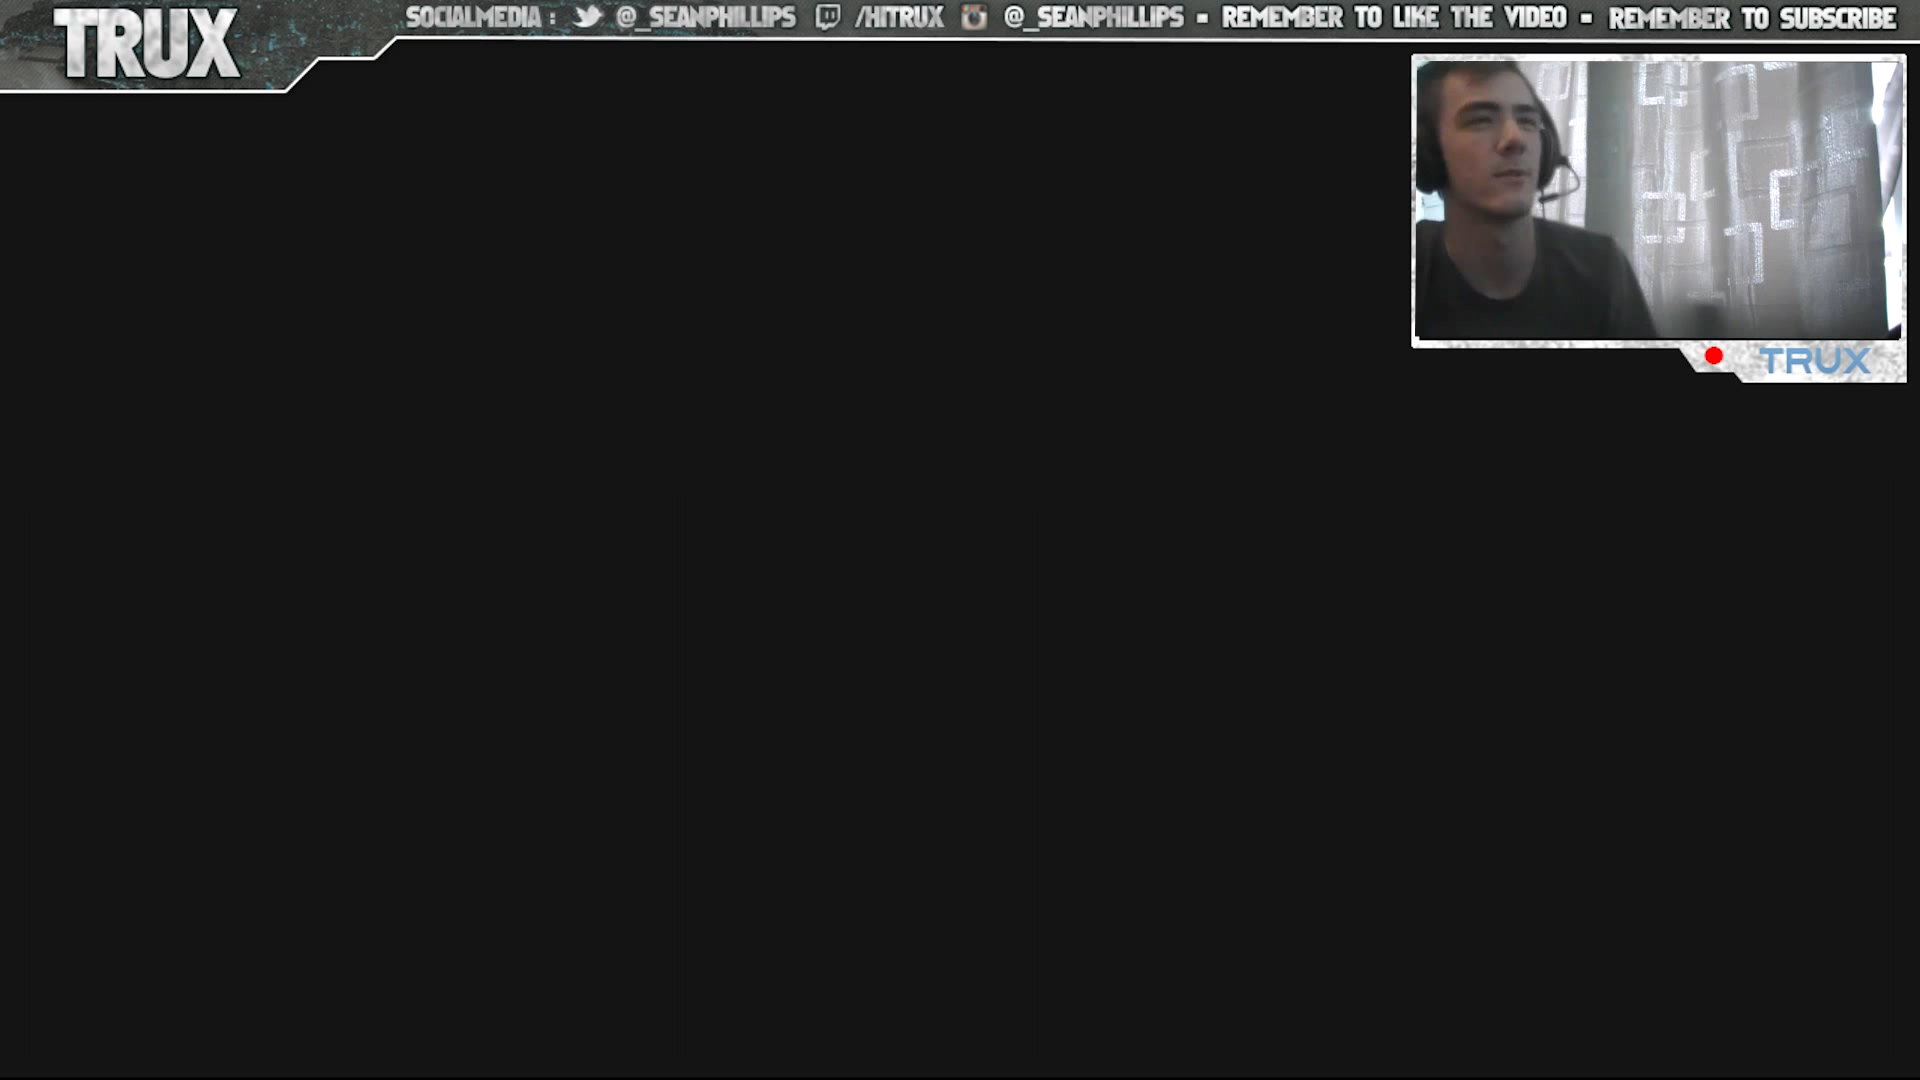 TRUX
SOCIALMEDIA : @_SEANPHILLIPS /HITRUX @_SEANPHILLIPS - REMEMBER TO LIKE THE VIDEO - REMEMBER TO SUBSCRIBE
TRUX